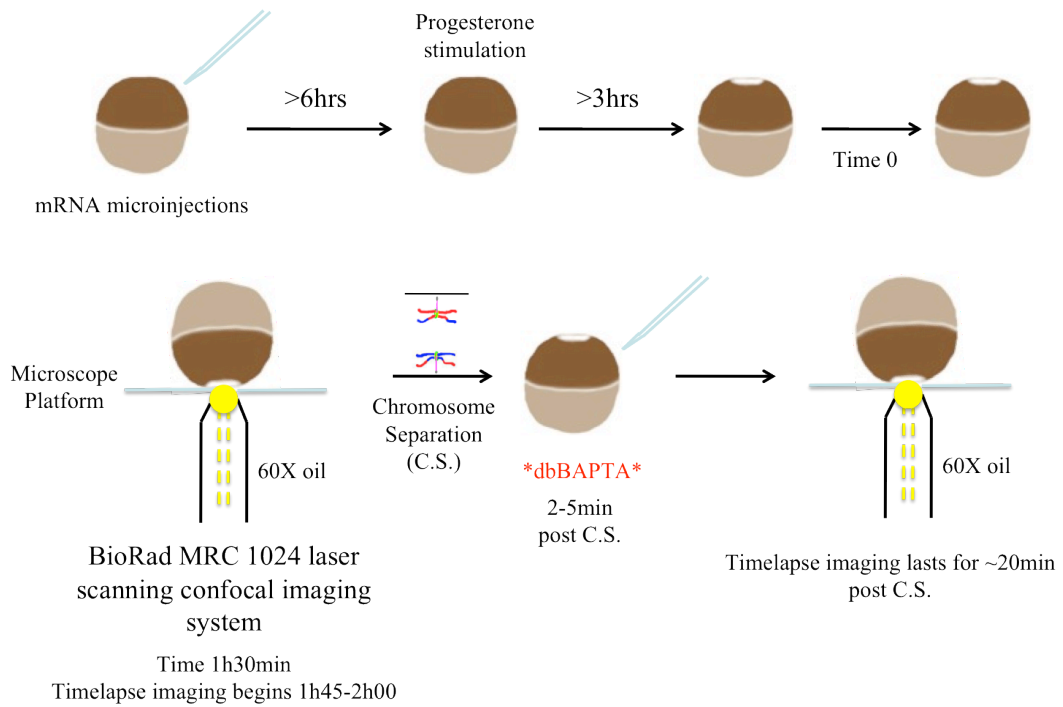 Progesterone
stimulation
>6hrs
>3hrs
Time 0
mRNA microinjections
Microscope
Platform
60X oil
Chromosome
Separation
(C.S.)
*dbBAPTA*
2-5min
post C.S.
60X oil
BioRad MRC 1024 laser
scanning confocal imaging
system
Time 1h30min
Timelapse imaging begins 1h45-2h00
Timelapse imaging lasts for ~20min
post C.S.